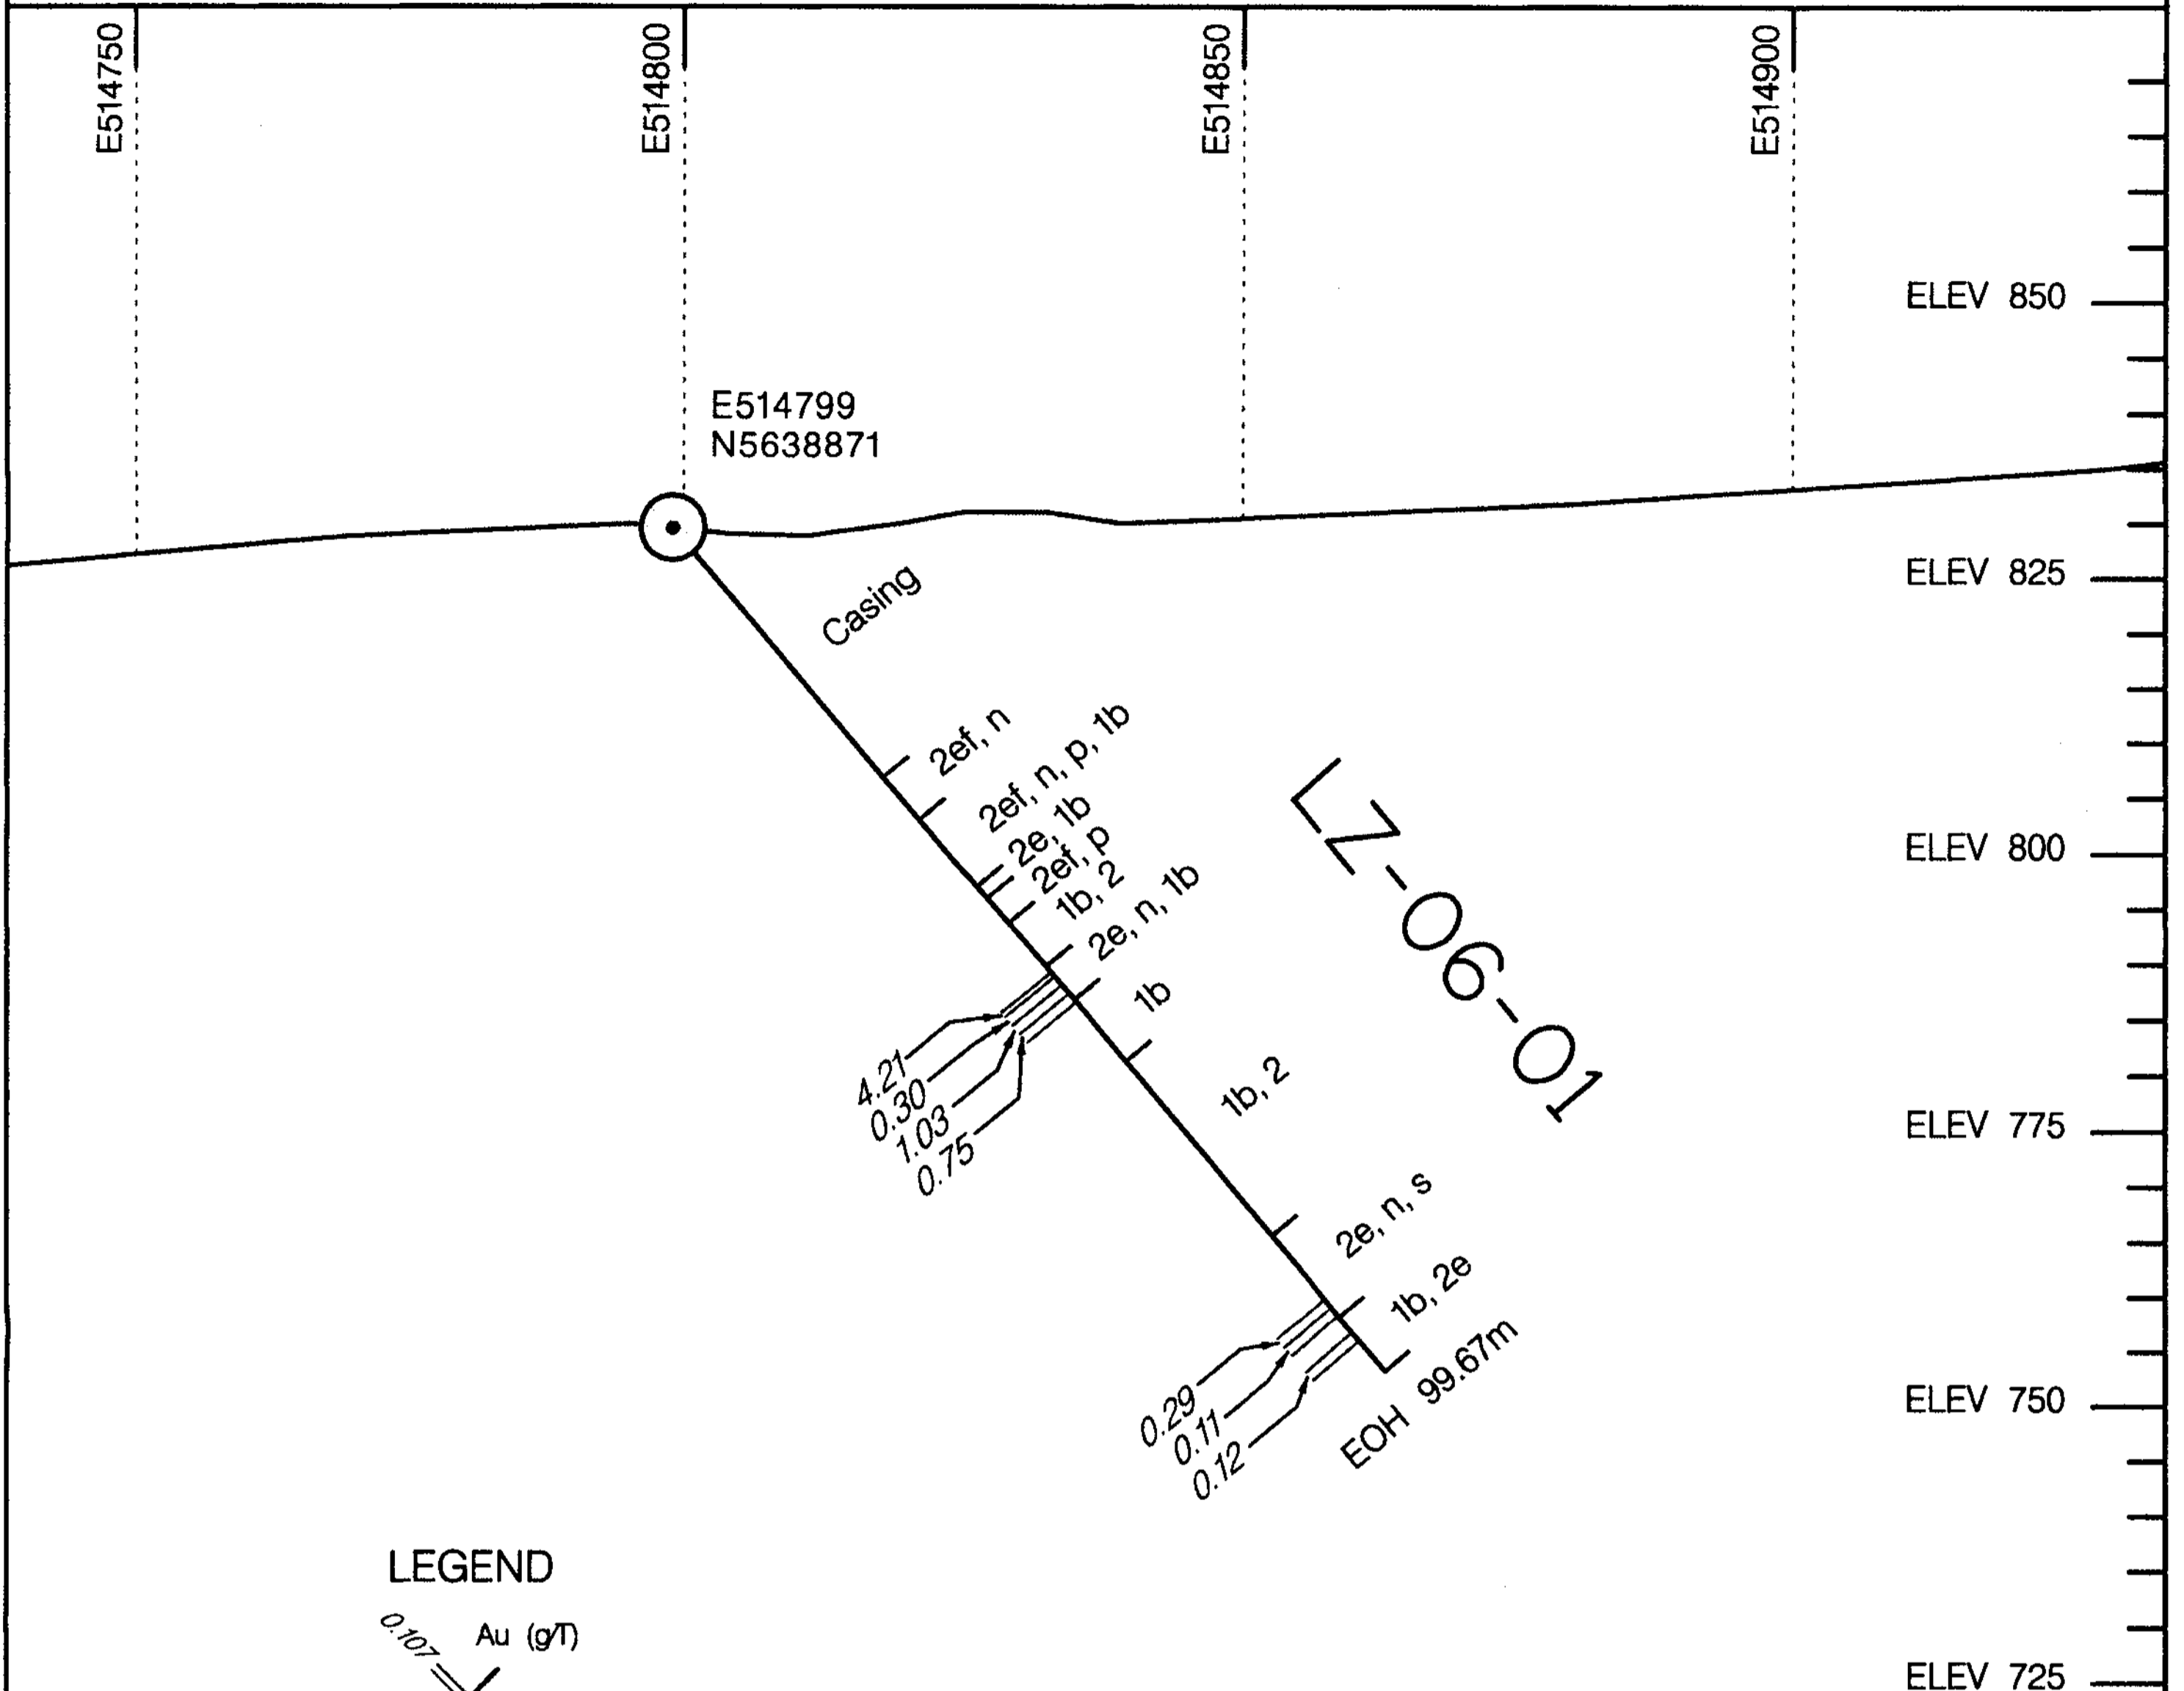 E514750
E514800
E514850
E514900
ELEV 850
E514799
N5638871
ELEV 825
Casing
2ef, n
2ef, n, p, 1b
2e, 1b
2ef, p
1b, 2
2e, n, 1b
1b
1b, 2
2e, n, s
1b, 2e
EOH 99.67m
LZ-06-01
ELEV 800
4.21
0.30
1.03
0.75
ELEV 775
0.29
0.11
0.12
ELEV 750
LEGEND
0.107
Au (g/T)
ELEV 725